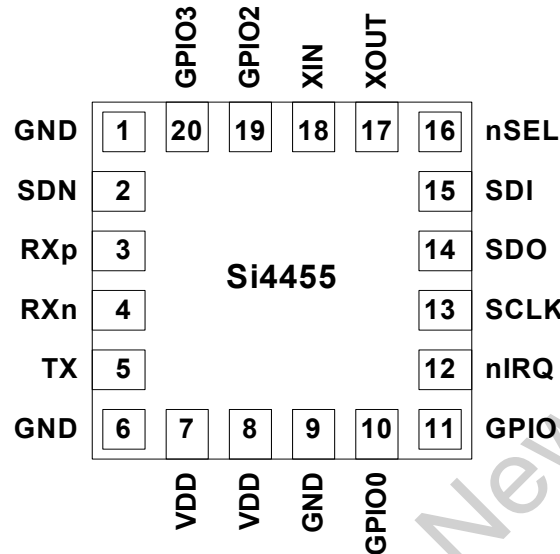 GPIO3 GPIO2 XIN XOUT
GND 1 20 19 18 17 16 nSEL
SDN 2 15 SDI
RXp 3 14 SDO
Si4455
RXn 4 13 SCLK
TX 5 12 nIRQ
GND 6 7 8 9 10 11 GPIO
VDD VDD GND GPIO0
New